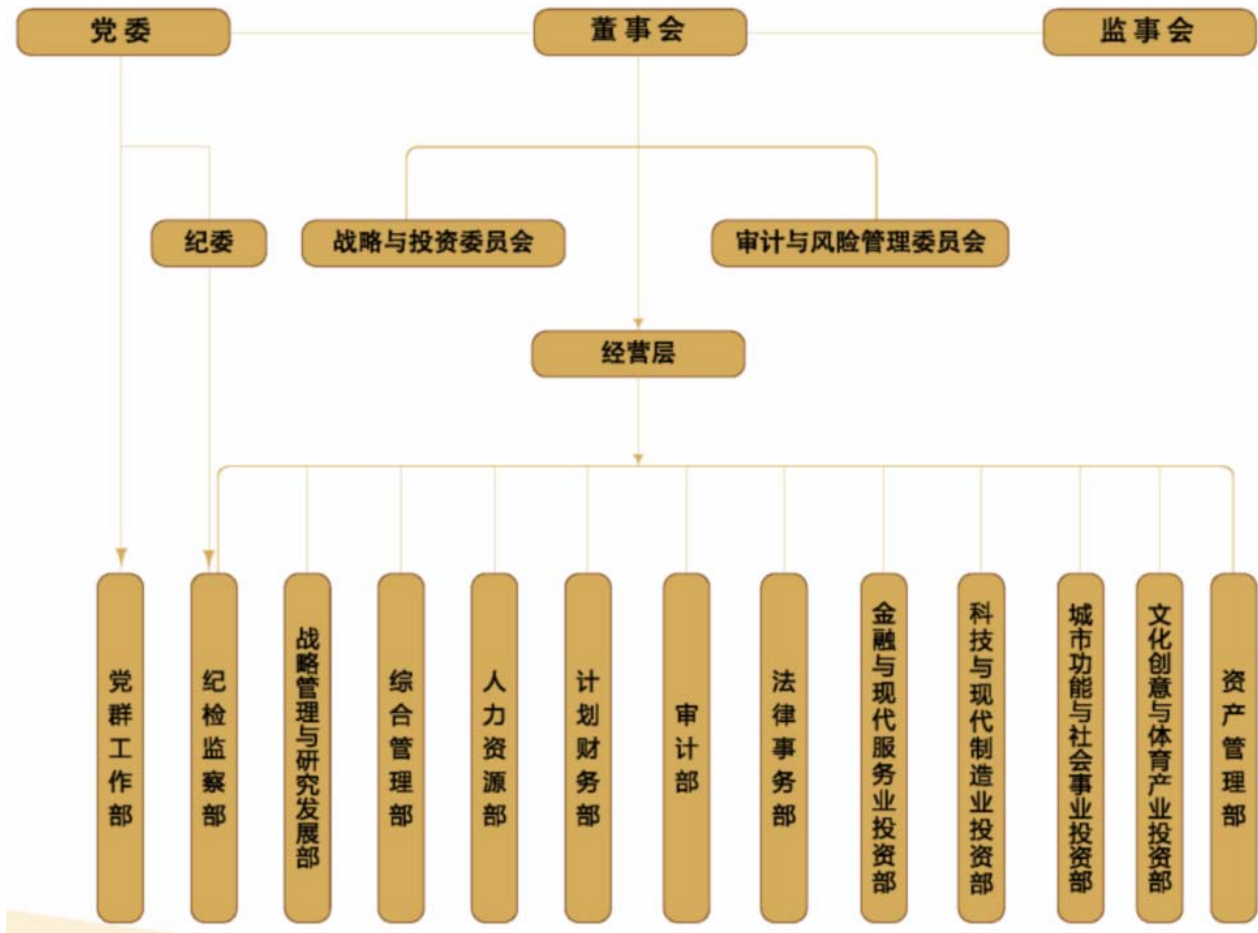 党委
董事会
监事会
纪委
战略与投资委员会
审计与风险管理委员会
经营层
党群工作部
纪检监察部
战略管理与研究发展部
综合管理部
人力资源部
计划财务部
审计部
法律事务部
金融与现代服务业投资部
科技与现代制造业投资部
城市功能与社会事业投资部
文化创意与体育产业投资部
资产管理部